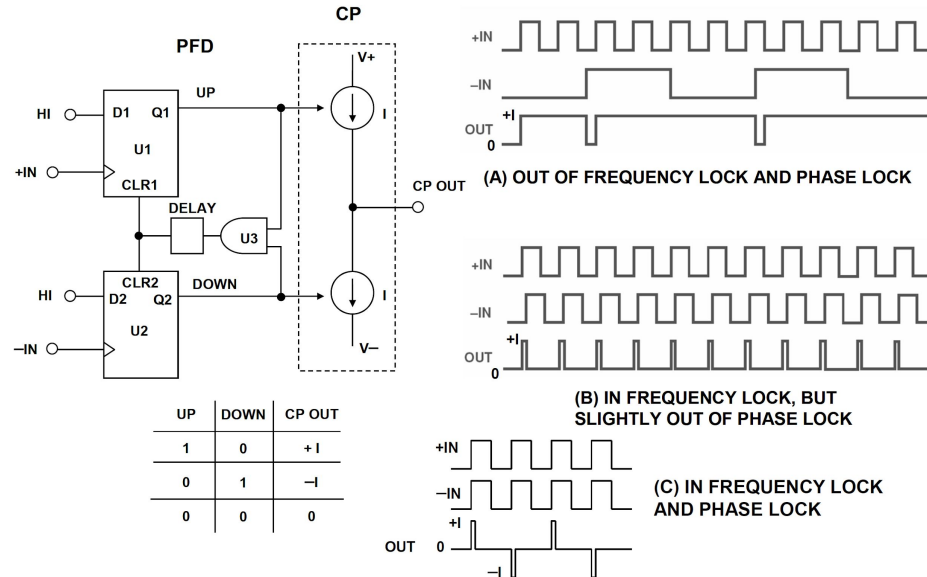 CP
PFD
V+
UP
I
HI
D1 Q1
U1
+IN
CLR1
CP OUT
DELAY
U3
CLR2
HI
D2 Q2
DOWN
I
U2
–IN
V–
UP DOWN CP OUT
1 0 + I
0 1 –I
0 0 0
+IN
–IN
+I
OUT
0
(A) OUT OF FREQUENCY LOCK AND PHASE LOCK
+IN
–IN
+I
OUT
0
(B) IN FREQUENCY LOCK, BUT
SLIGHTLY OUT OF PHASE LOCK
+IN
–IN
+I
OUT 0
–I
(C) IN FREQUENCY LOCK
AND PHASE LOCK